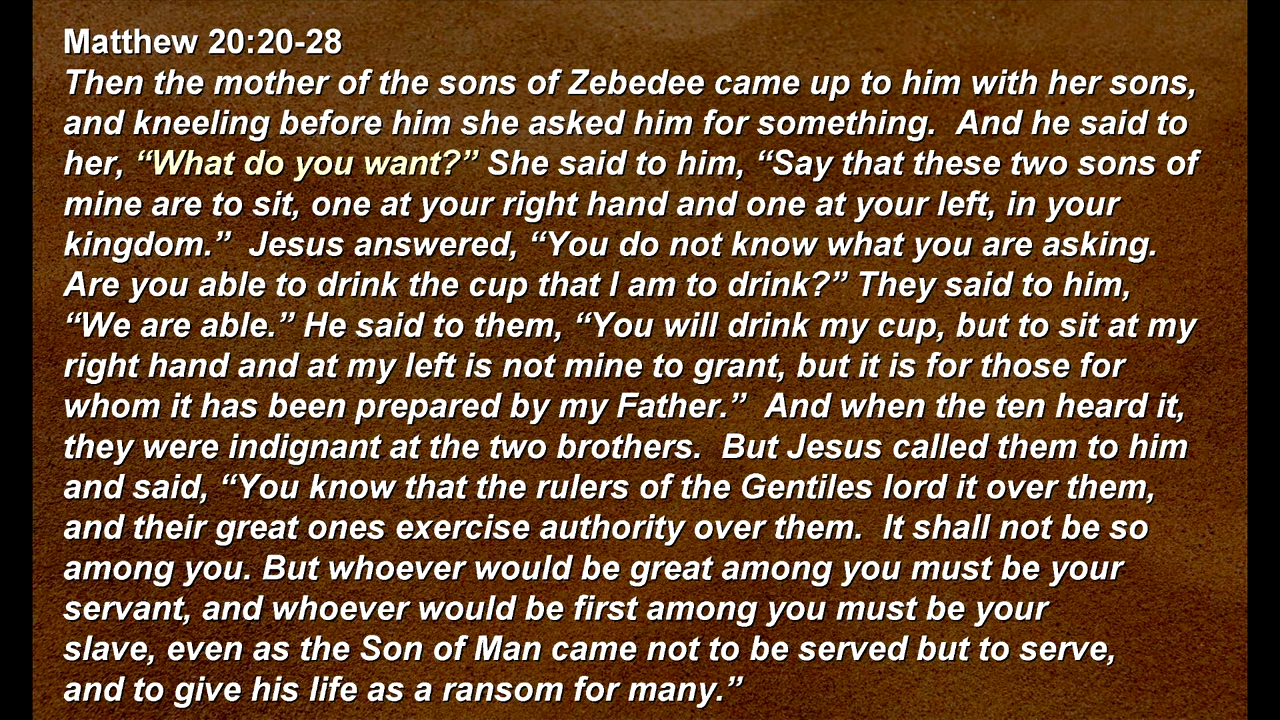 Matthew 20:20-28
Then the mother of the sons of Zebedee came up to him with her sons,
and kneeling before him she asked him for something.  And he said to
her, “What do you want?” She said to him, “Say that these two sons of
mine are to sit, one at your right hand and one at your left, in your
kingdom.”  Jesus answered, “You do not know what you are asking.
Are you able to drink the cup that I am to drink?” They said to him,
“We are able.” He said to them, “You will drink my cup, but to sit at my
right hand and at my left is not mine to grant, but it is for those for
whom it has been prepared by my Father.”  And when the ten heard it,
they were indignant at the two brothers.  But Jesus called them to him
and said, “You know that the rulers of the Gentiles lord it over them,
and their great ones exercise authority over them.  It shall not be so
among you. But whoever would be great among you must be your
servant, and whoever would be first among you must be your
slave, even as the Son of Man came not to be served but to serve,
and to give his life as a ransom for many.”